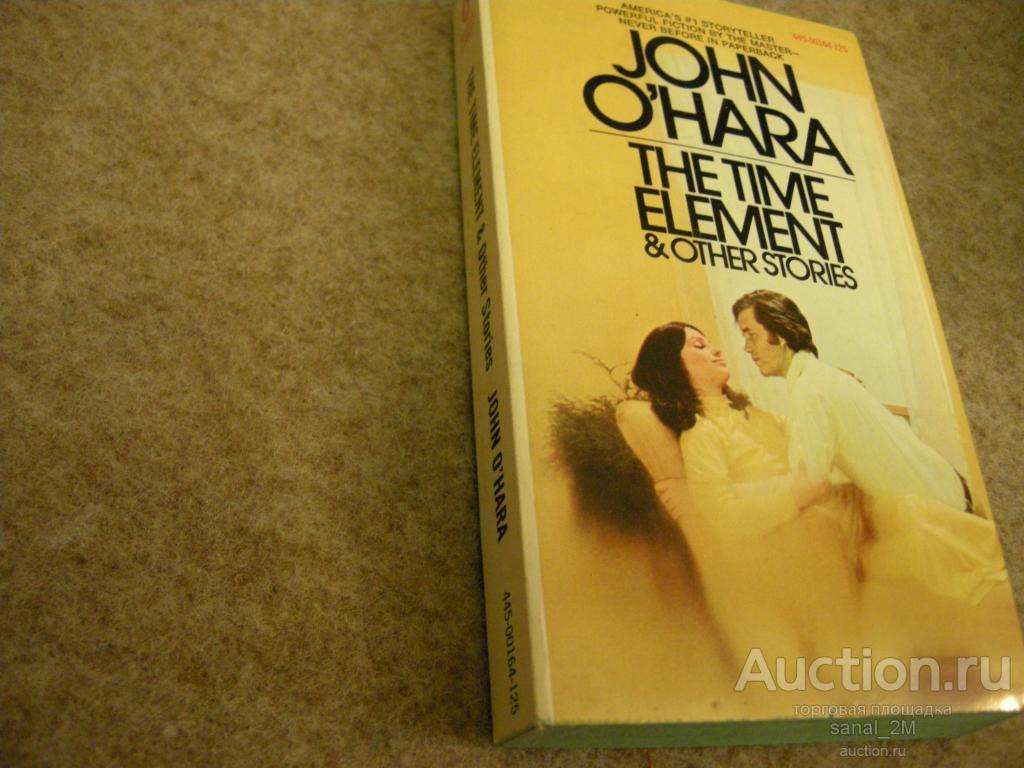 AMERICA'S #1 STORYTELLER
POWERFUL FICTION BY THE MASTER—
NEVER BEFORE IN PAPERBACK
445-00164-125
JOHN
O'HARA
THE TIME
ELEMENT
& OTHER STORIES
THE TIME ELEMENT & Other Stories JOHN O'HARA 445-00164-125
Auction.ru
торговая площадка
sanal_2M
auction.ru